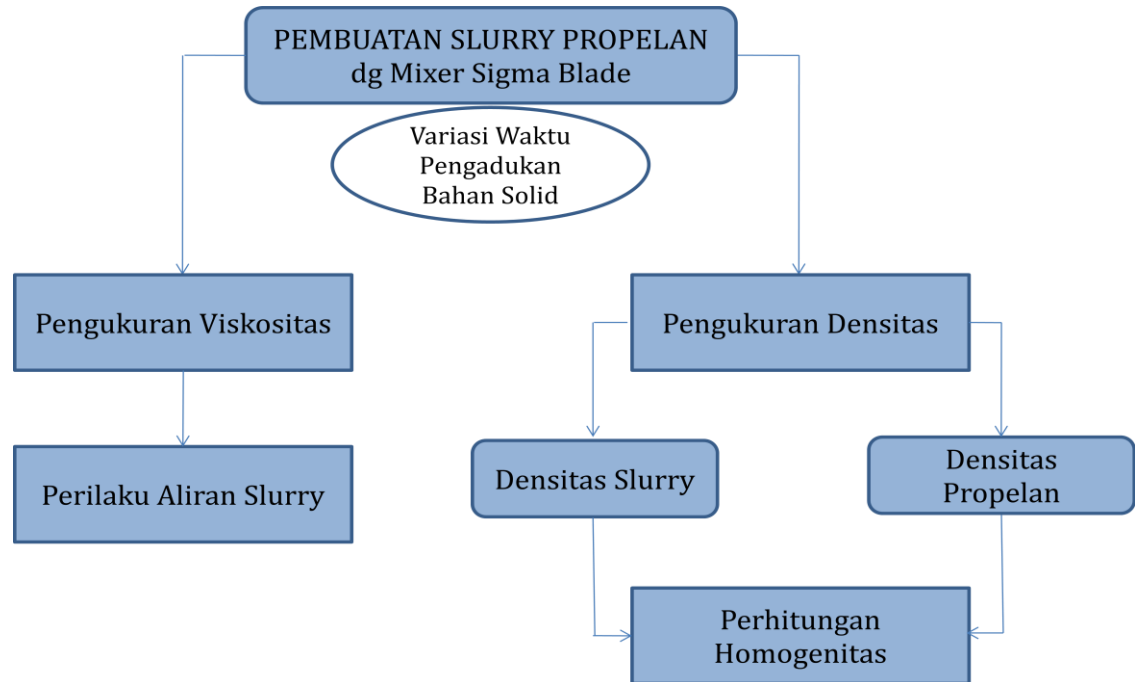 PEMBUATAN SLURRY PROPELAN
dg Mixer Sigma Blade
Variasi Waktu
Pengadukan
Bahan Solid
Pengukuran Viskositas
Pengukuran Densitas
Perilaku Aliran Slurry
Densitas Slurry
Densitas
Propelan
Perhitungan
Homogenitas